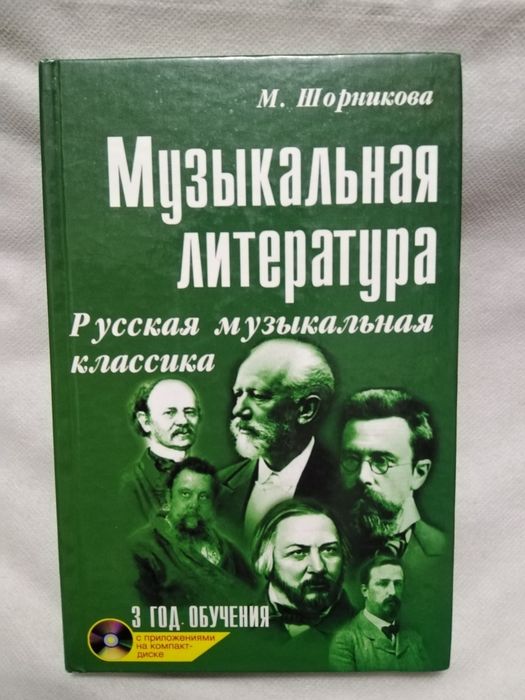 М. Шорникова
Музыкальная
литература
Русская музыкальная
классика
3 ГОД ОБУЧЕНИЯ
с приложениями
на компакт-
диске